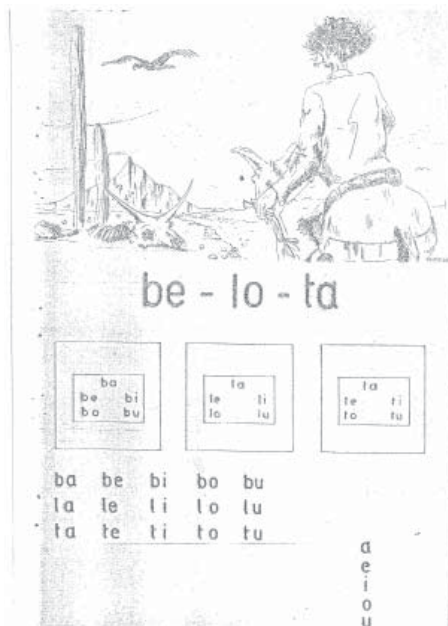 be - lo - ta
ba
be bi
bo bu
la
le li
lo lu
ta
te ti
to tu
ba be bi bo bu
la le li lo lu
ta te ti to tu
a
e
i
o
u